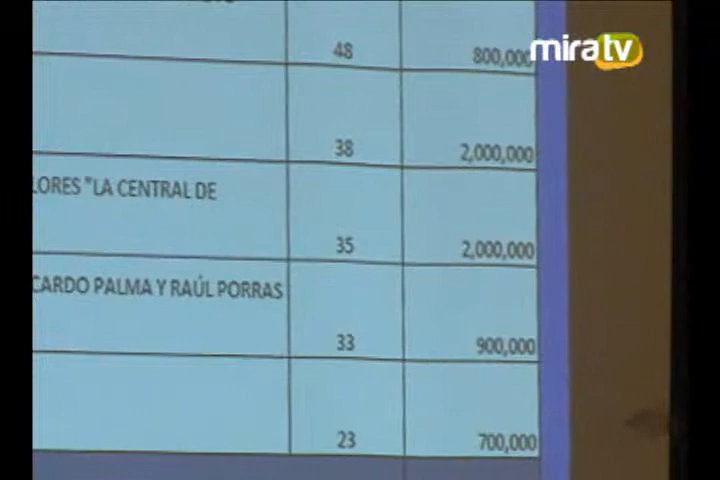 miratv
48 800,000
38 2,000,000
LORES "LA CENTRAL DE
35 2,000,000
CARDO PALMA Y RAÚL PORRAS
33 900,000
23 700,000